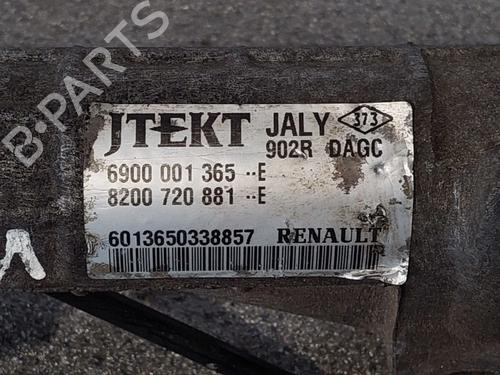 B-PARTS
JTEKT JALY 373
902R DAGC
6900 001 365 ··E
8200 720 881 ··E
6013650338857 RENAULT